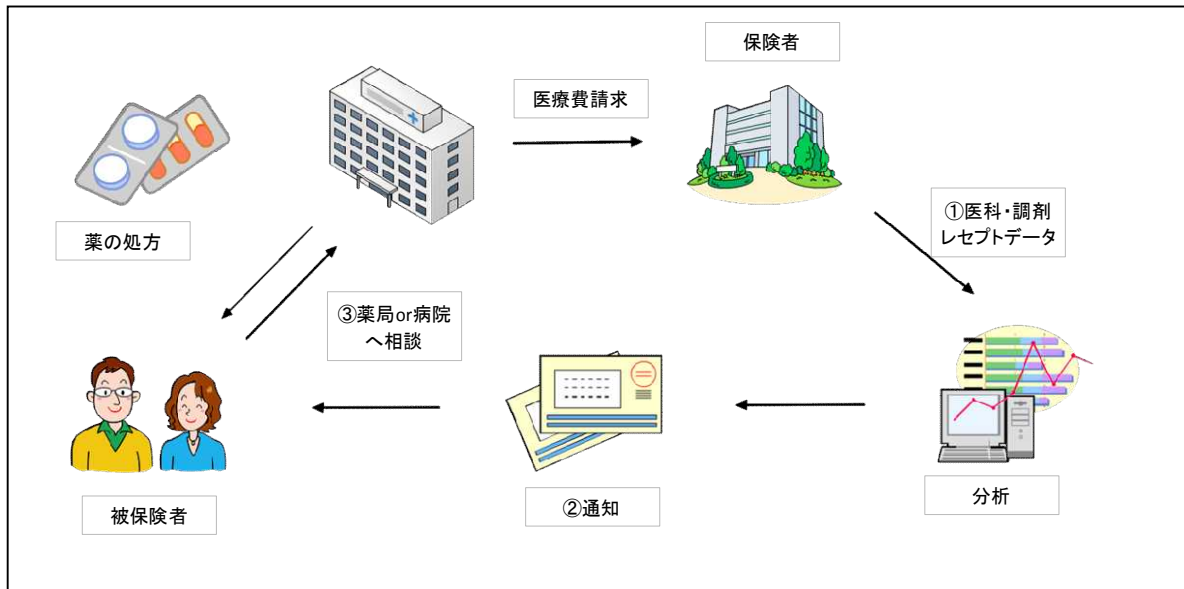 保険者
医療費請求
①医科・調剤
レセプトデータ
薬の処方
③薬局or病院
へ相談
被保険者
②通知
分析